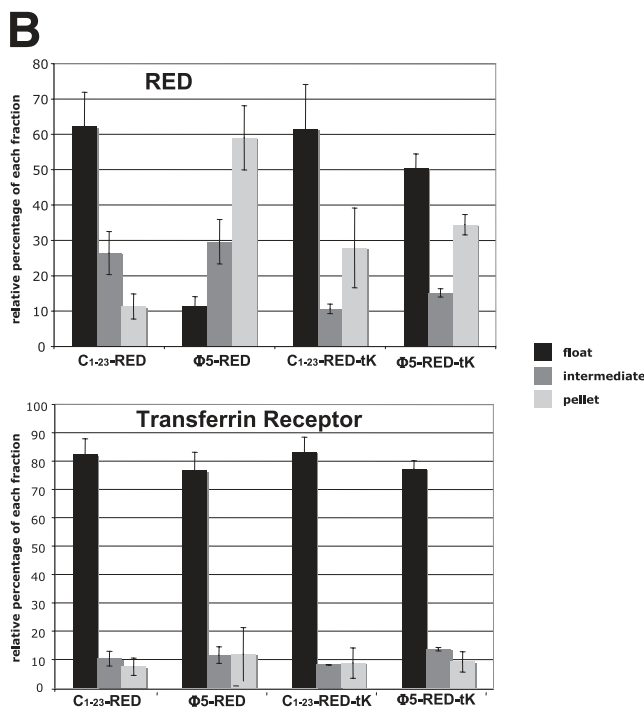 B
RED
relative percentage of each fraction
80
70
60
50
40
30
20
10
0
C1-23-RED Φ5-RED C1-23-RED-tK Φ5-RED-tK
float
intermediate
pellet
Transferrin Receptor
relative percentage of each fraction
100
90
80
70
60
50
40
30
20
10
0
C1-23-RED Φ5-RED C1-23-RED-tK Φ5-RED-tK